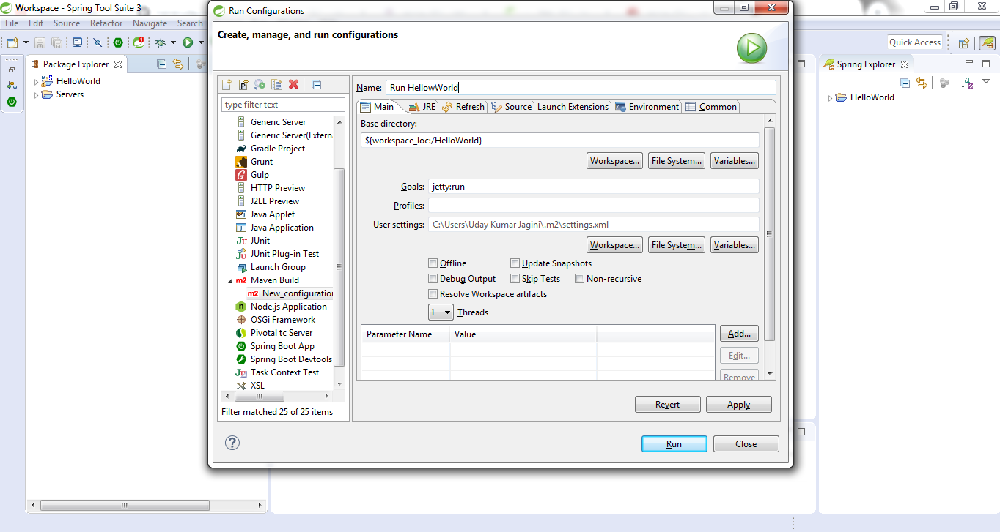 Workspace - Spring Tool Suite 3
File Edit Source Refactor Navigate Search
Quick Access
Package Explorer
HelloWorld
Servers
Run Configurations
Create, manage, and run configurations
type filter text
Generic Server
Generic Server(Extern
Gradle Project
Grunt
Gulp
HTTP Preview
J2EE Preview
Java Applet
Java Application
JUnit
JUnit Plug-in Test
Launch Group
m2 Maven Build
m2 New_configuration
Node.js Application
OSGi Framework
Pivotal tc Server
Spring Boot App
Spring Boot Devtools
Task Context Test
XSL
Filter matched 25 of 25 items
Name: Run HellowWorld
Main JRE Refresh Source Launch Extensions Environment Common
Base directory:
${workspace_loc:/HelloWorld}
Workspace... File System... Variables...
Goals: jetty:run
Profiles:
User settings: C:\Users\Uday Kumar Jagini\.m2\settings.xml
Workspace... File System... Variables...
Offline Update Snapshots
Debug Output Skip Tests Non-recursive
Resolve Workspace artifacts
1 Threads
Parameter Name Value
Add...
Edit...
Remove
Revert Apply
Run Close
Spring Explorer
HelloWorld